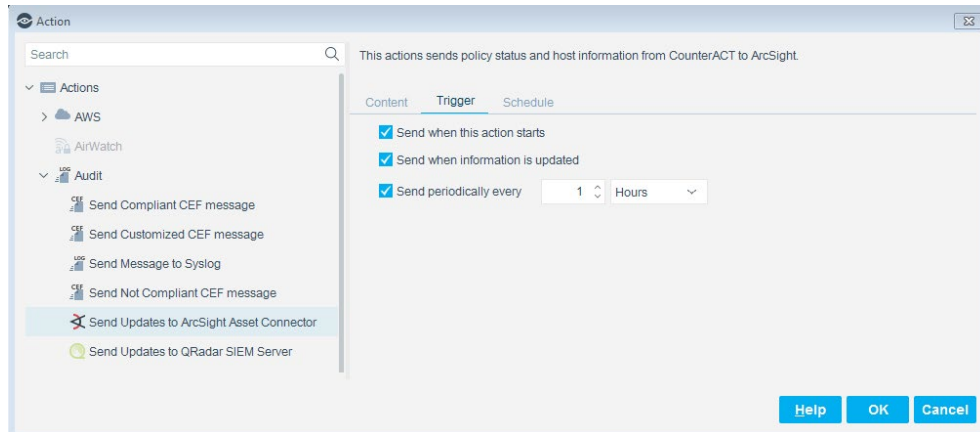 Action
Search
This actions sends policy status and host information from CounterACT to ArcSight.
Actions
AWS
AirWatch
Audit
Send Compliant CEF message
Send Customized CEF message
Send Message to Syslog
Send Not Compliant CEF message
Send Updates to ArcSight Asset Connector
Send Updates to QRadar SIEM Server
Content Trigger Schedule
Send when this action starts
Send when information is updated
Send periodically every 1 Hours
Help OK Cancel